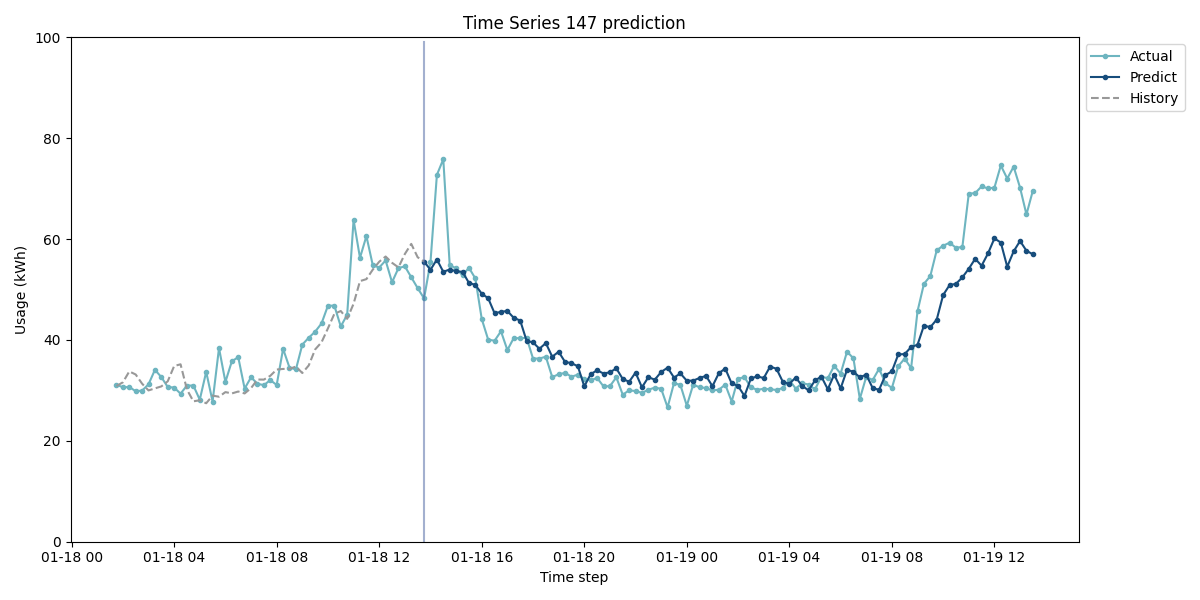 Time Series 147 prediction
100
80
60
40
20
0
Usage (kWh)
01-18 00
01-18 04
01-18 08
01-18 12
01-18 16
01-18 20
01-19 00
01-19 04
01-19 08
01-19 12
Time step
Actual
Predict
History